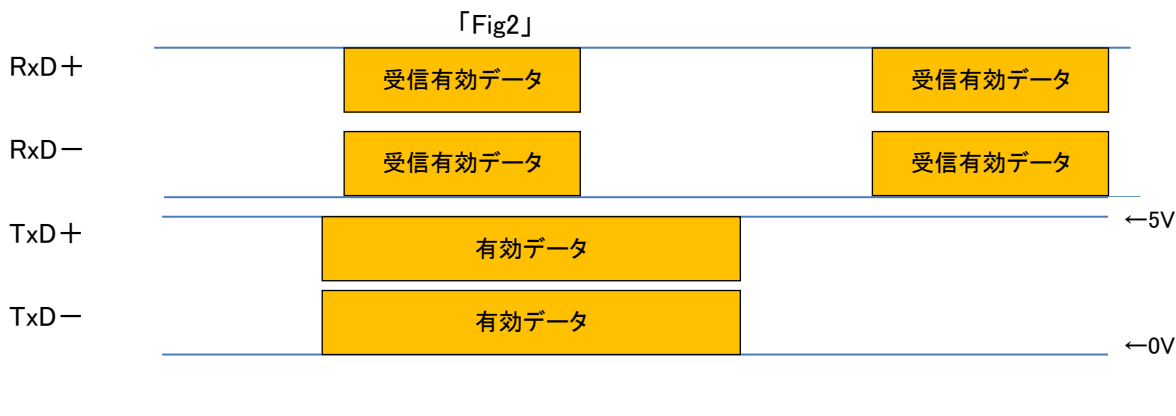 「Fig2」
RxD＋ 受信有効データ 受信有効データ
RxD－ 受信有効データ 受信有効データ
TxD＋ 有効データ ←5V
TxD－ 有効データ ←0V